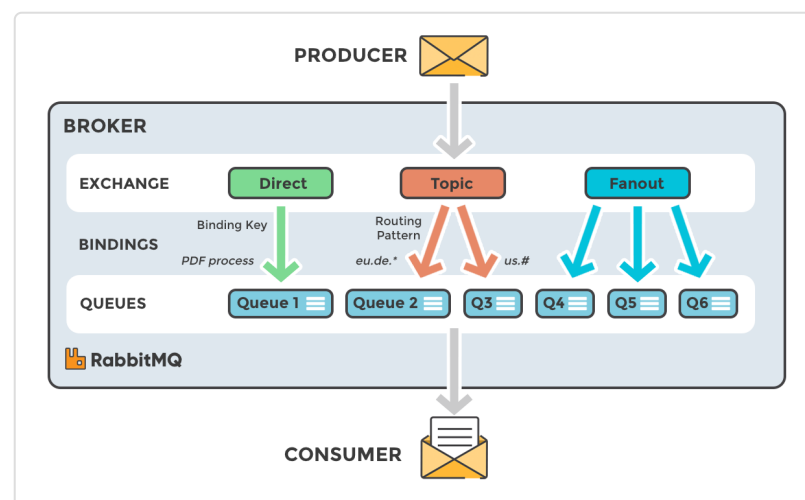 PRODUCER
BROKER
EXCHANGE
Direct
Topic
Fanout
Binding Key
Routing
Pattern
BINDINGS
PDF process
eu.de.*
us.#
QUEUES
Queue 1
Queue 2
Q3
Q4
Q5
Q6
RabbitMQ
CONSUMER